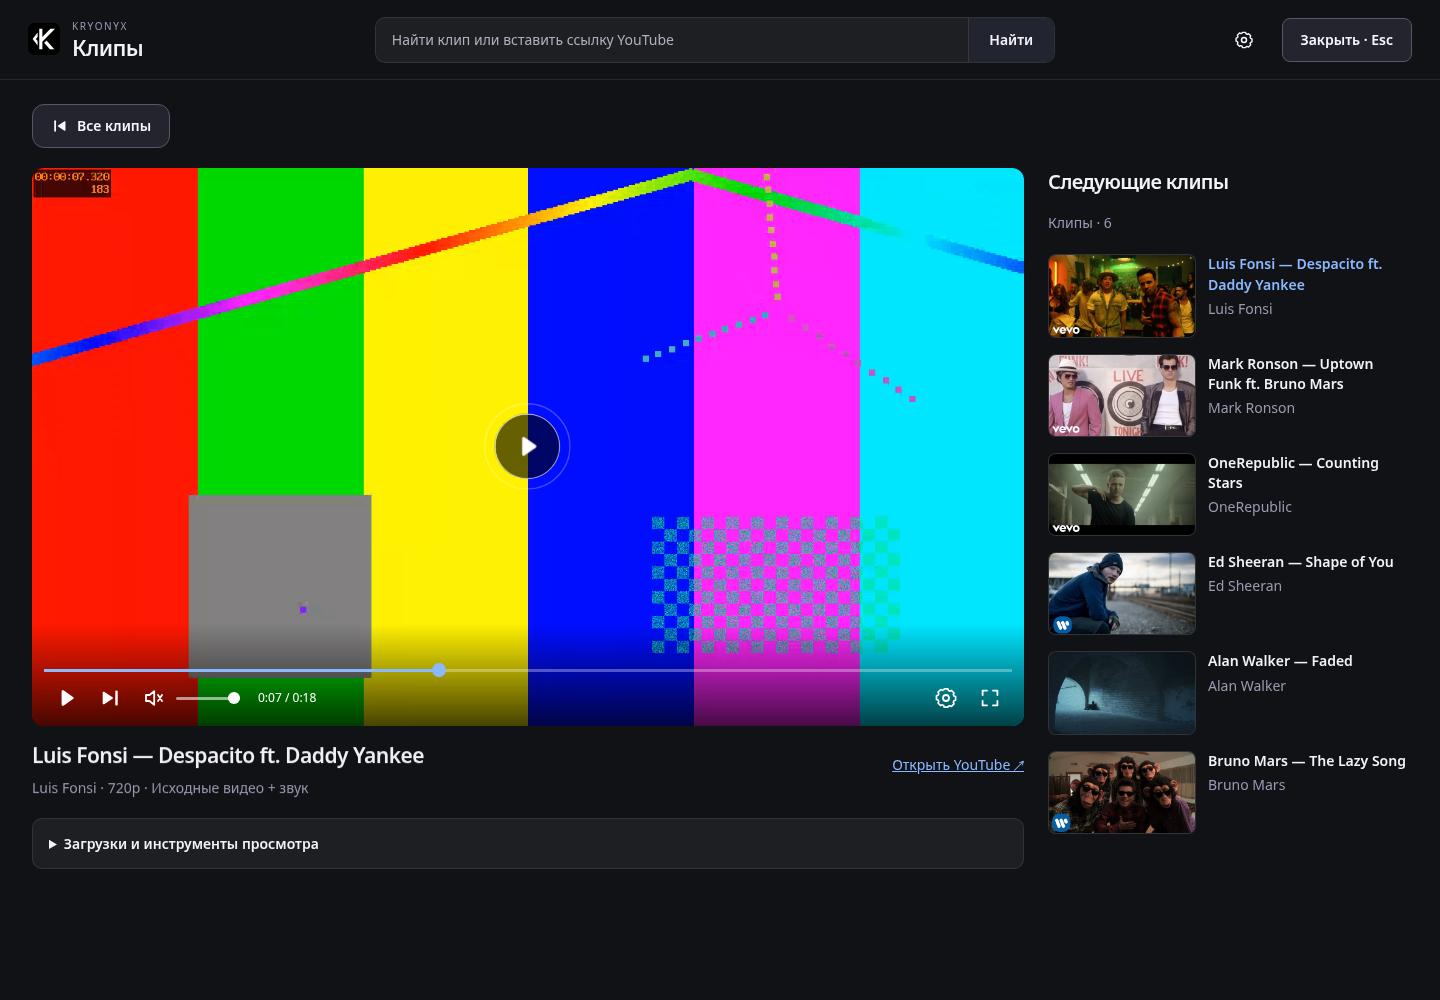 KRYONYX
Клипы
Найти клип или вставить ссылку YouTube
Найти
Закрыть · Esc
Все клипы
00:00:07.320
183
0:07 / 0:18
Luis Fonsi — Despacito ft. Daddy Yankee
Luis Fonsi · 720p · Исходные видео + звук
Открыть YouTube ↗
▶ Загрузки и инструменты просмотра
Следующие клипы
Клипы · 6
vevo
Luis Fonsi — Despacito ft.
Daddy Yankee
Luis Fonsi
LIVE
TONIGHT
vevo
Mark Ronson — Uptown
Funk ft. Bruno Mars
Mark Ronson
vevo
OneRepublic — Counting
Stars
OneRepublic
Ed Sheeran — Shape of You
Ed Sheeran
Alan Walker — Faded
Alan Walker
Bruno Mars — The Lazy Song
Bruno Mars